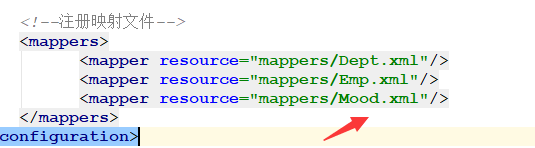 <!--注册映射文件-->
<mappers>
<mapper resource="mappers/Dept.xml"/>
<mapper resource="mappers/Emp.xml"/>
<mapper resource="mappers/Mood.xml"/>
</mappers>
configuration>